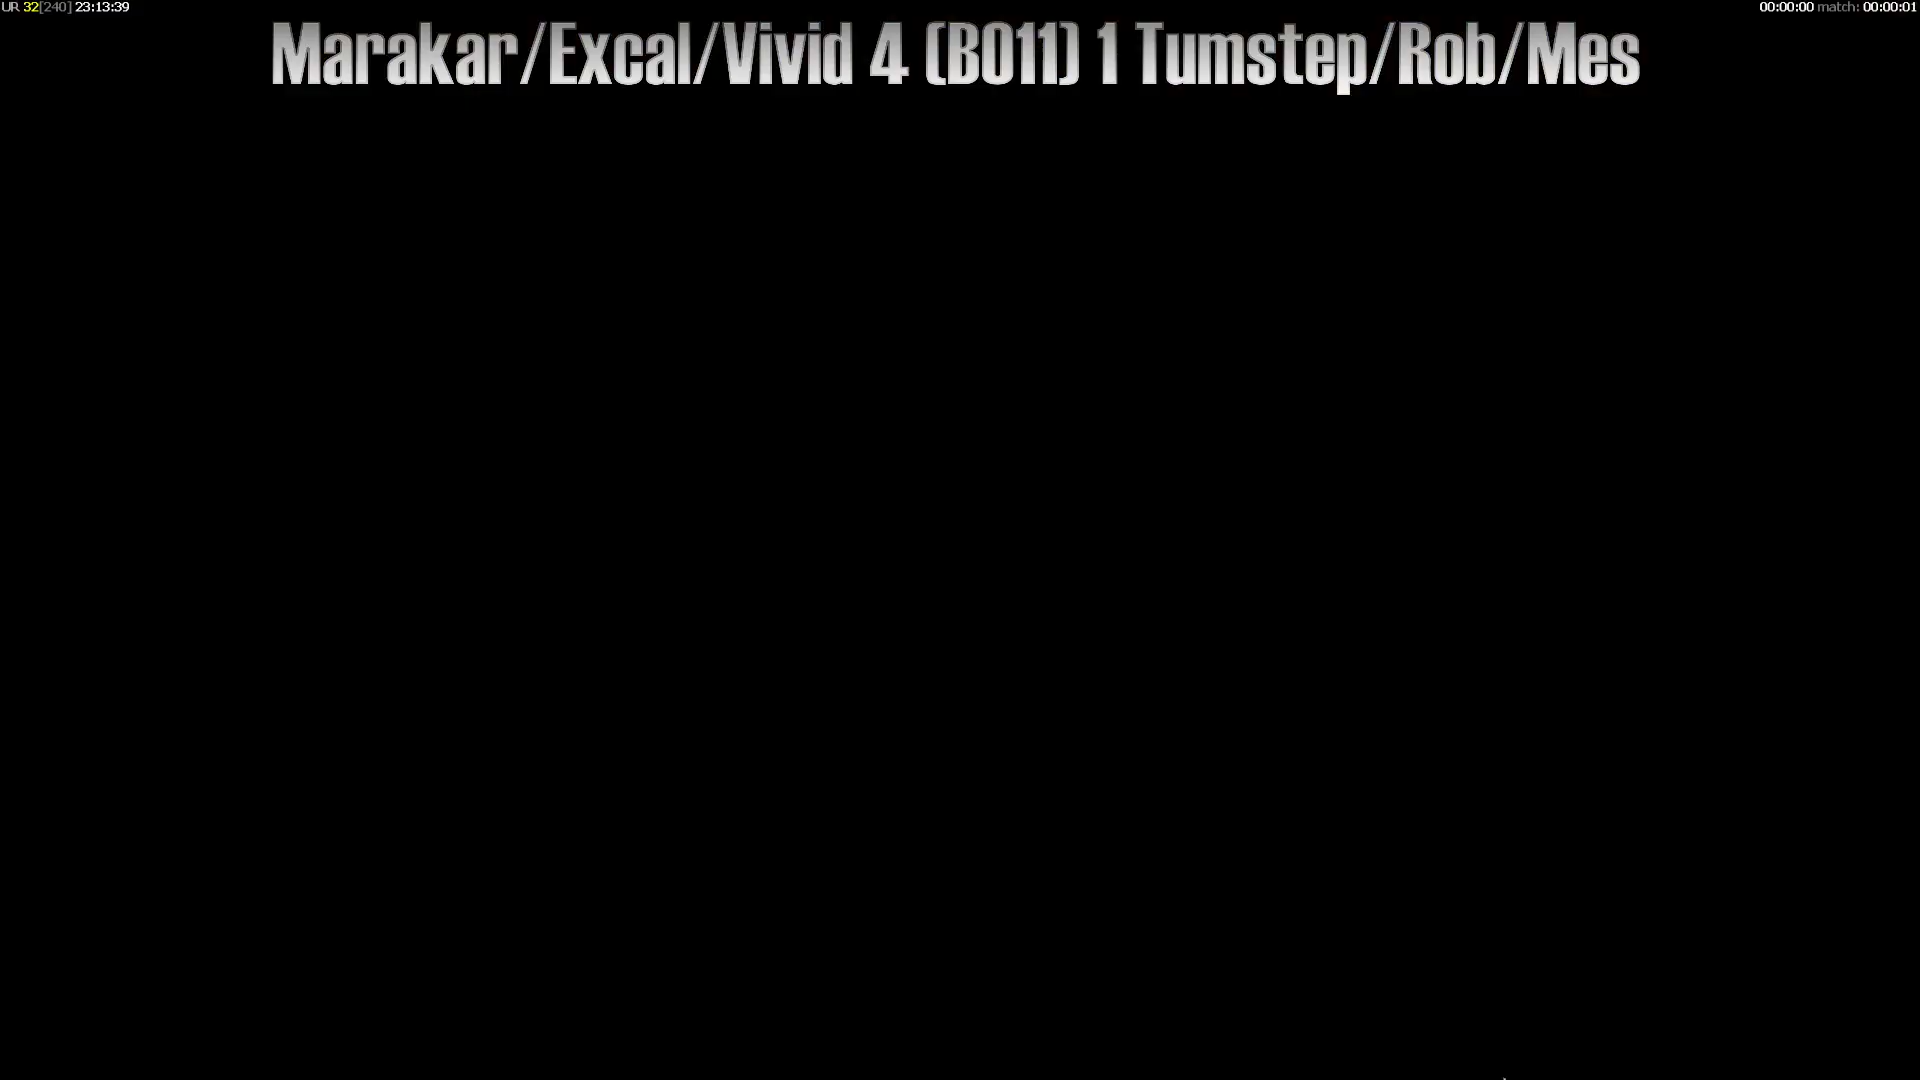 UR 32[240] 23:13:39
00:00:00 match: 00:00:01
Marakar/Excal/Vivid 4 (BO11) 1 Tumstep/Rob/Mes